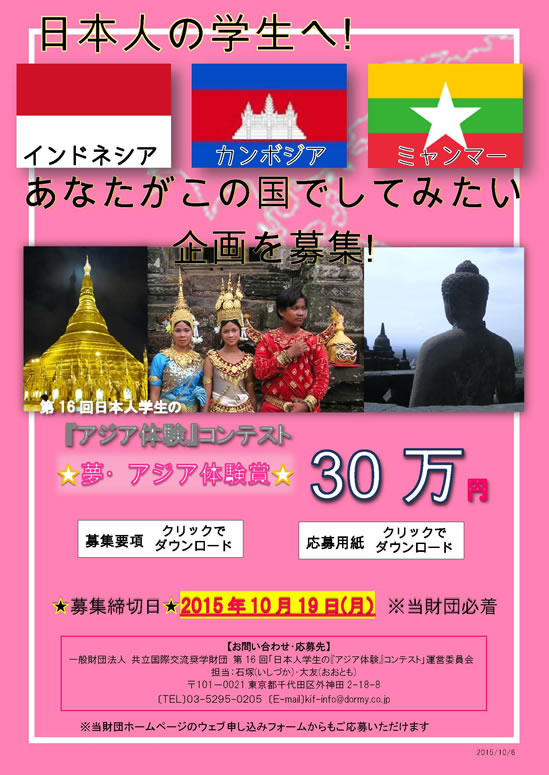 日本人の学生へ!
インドネシア
カンボジア
ミャンマー
あなたがこの国でしてみたい
企画を募集!
第16回日本人学生の
『アジア体験』コンテスト
★夢・アジア体験賞★
30万円
募集要項 クリックで
ダウンロード
応募用紙 クリックで
ダウンロード
★募集締切日★2015年10月19日(月) ※当財団必着
【お問い合わせ・応募先】
一般財団法人 共立国際交流奨学財団 第16回「日本人学生の『アジア体験』コンテスト」運営委員会
担当:石塚(いしづか)・大友(おおとも)
〒101-0021 東京都千代田区外神田2-18-8
(TEL)03-5295-0205 (E-mail)kif-info@dormy.co.jp
※当財団ホームページのウェブ申し込みフォームからもご応募いただけます
2015/10/6